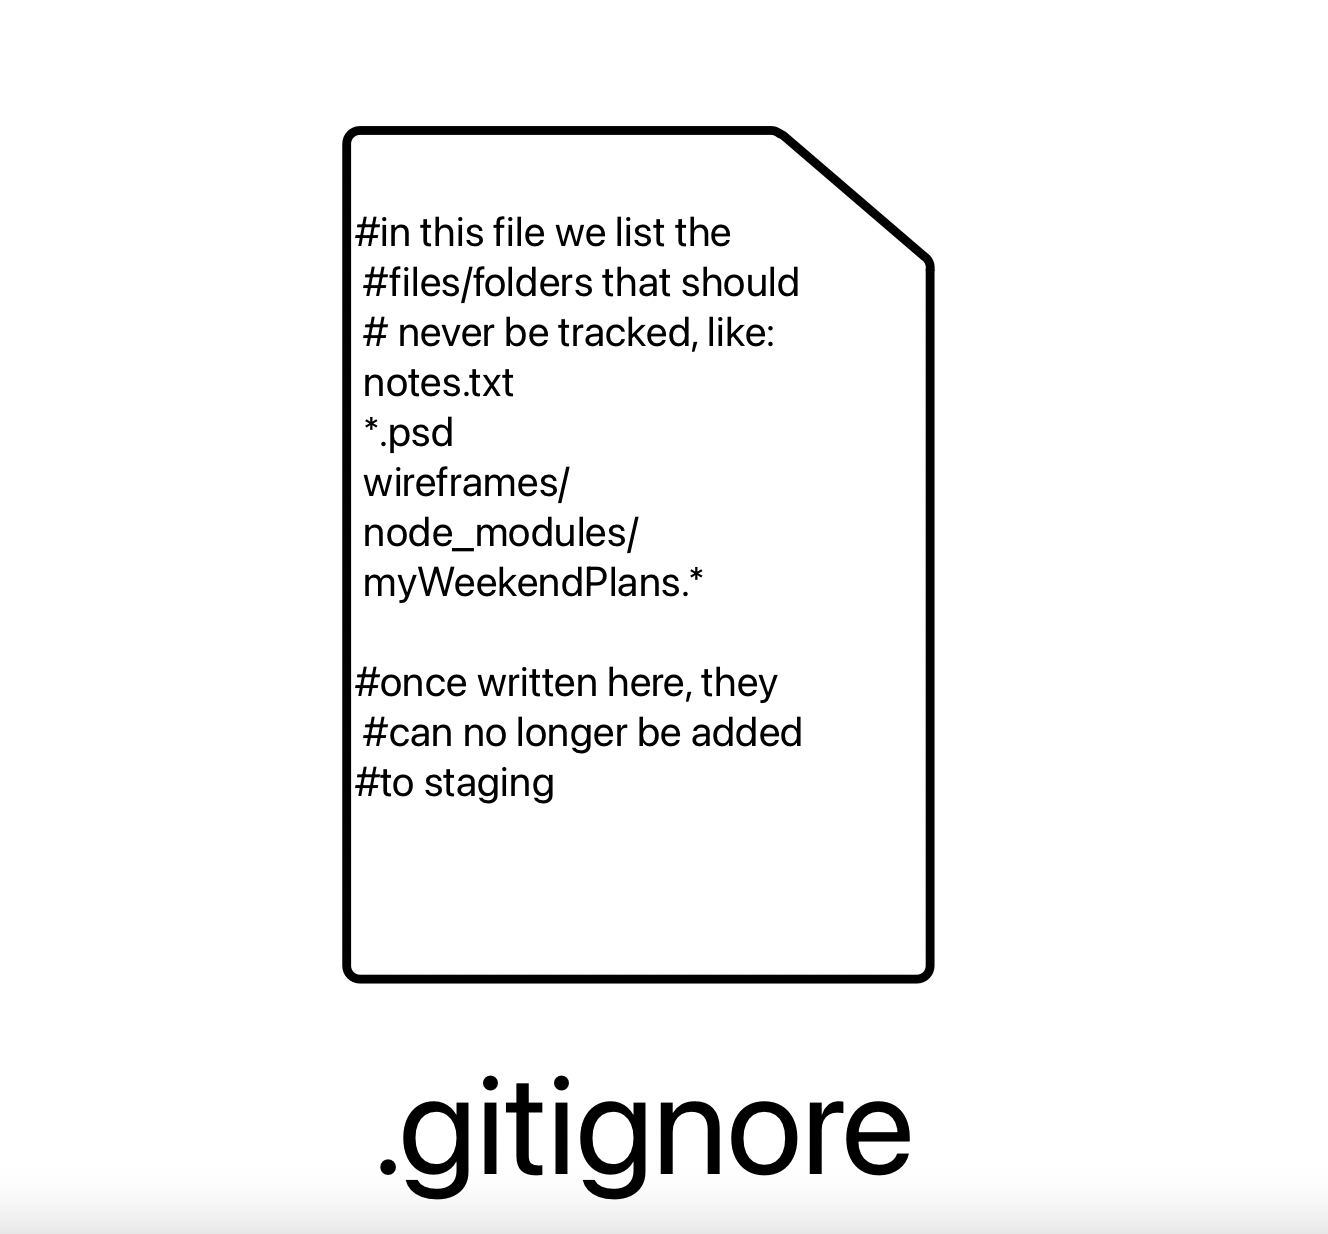 #in this file we list the
#files/folders that should
# never be tracked, like:
notes.txt
*.psd
wireframes/
node_modules/
myWeekendPlans.*
#once written here, they
#can no longer be added
#to staging
.gitignore